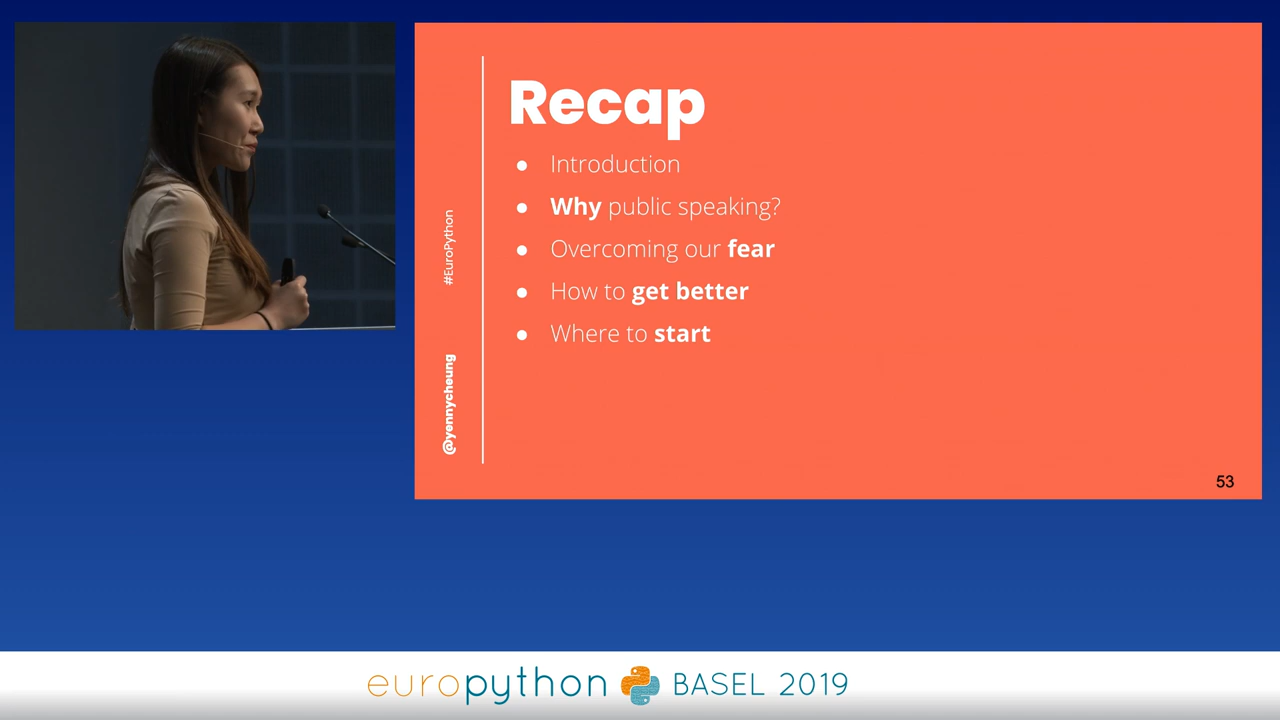 Recap
● Introduction
● Why public speaking?
● Overcoming our fear
● How to get better
● Where to start
#EuroPython
@yennycheung
53
europython BASEL 2019